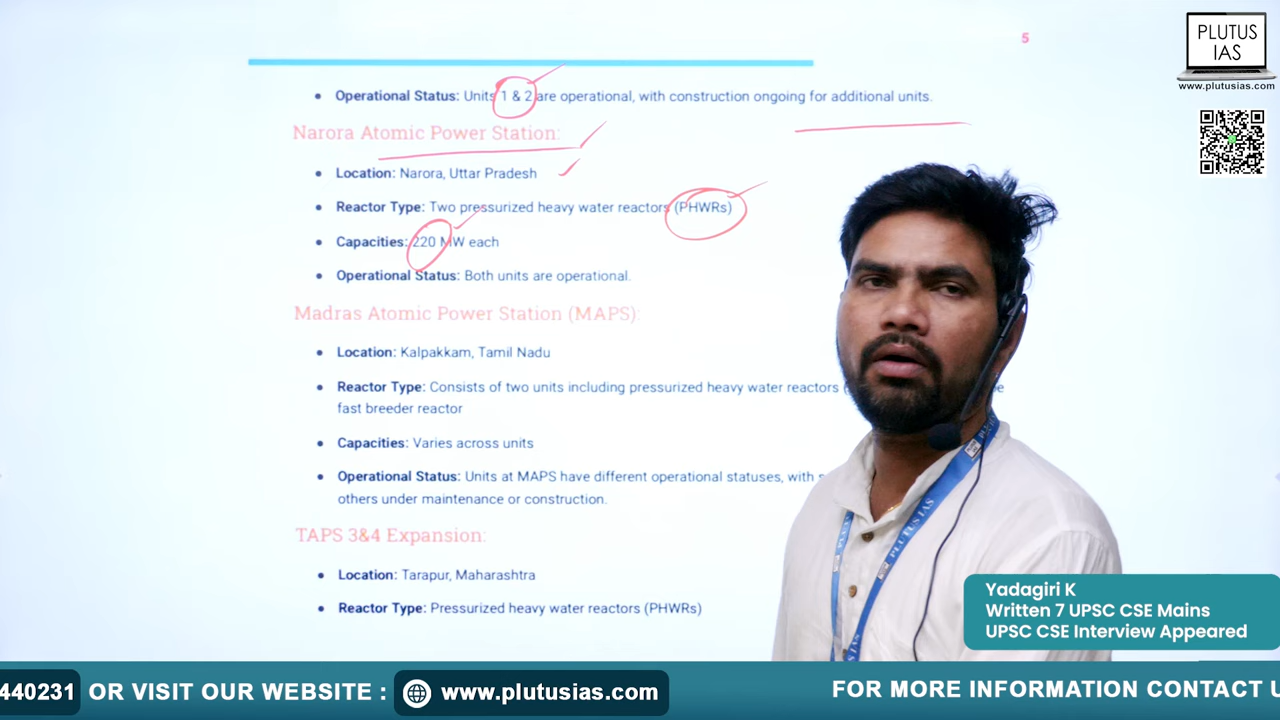 5
PLUTUS
IAS
www.plutusias.com
Operational Status: Units 1 & 2 are operational, with construction ongoing for additional units.
Narora Atomic Power Station:
Location: Narora, Uttar Pradesh
Reactor Type: Two pressurized heavy water reactors (PHWRs)
Capacities: 220 MW each
Operational Status: Both units are operational.
Madras Atomic Power Station (MAPS):
Location: Kalpakkam, Tamil Nadu
Reactor Type: Consists of two units including pressurized heavy water reactors (
fast breeder reactor
Capacities: Varies across units
Operational Status: Units at MAPS have different operational statuses, with
others under maintenance or construction.
TAPS 3&4 Expansion:
Location: Tarapur, Maharashtra
Reactor Type: Pressurized heavy water reactors (PHWRs)
PLUTUS IAS
Yadagiri K
Written 7 UPSC CSE Mains
UPSC CSE Interview Appeared
440231 OR VISIT OUR WEBSITE : www.plutusias.com FOR MORE INFORMATION CONTACT U